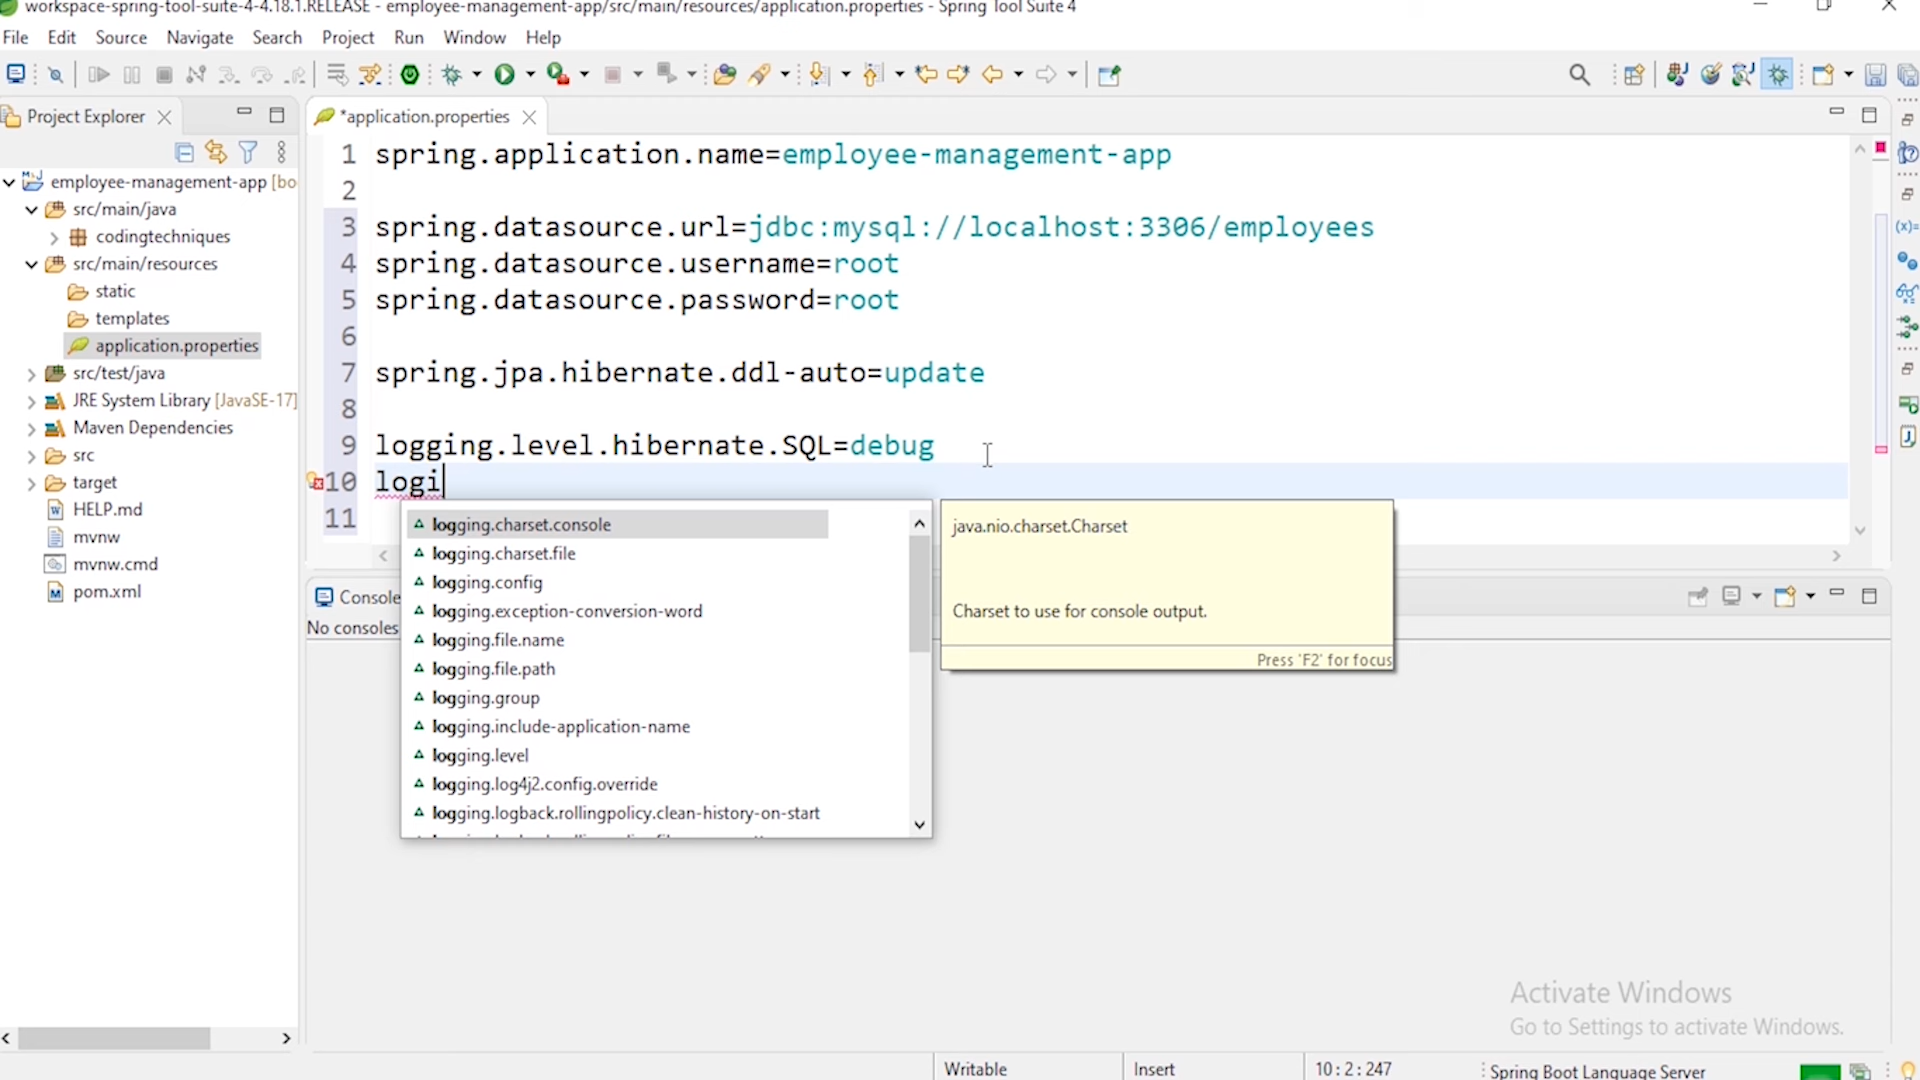 workspace-spring-tool-suite-4-4.18.1.RELEASE - employee-management-app/src/main/resources/application.properties - Spring Tool Suite 4
File Edit Source Navigate Search Project Run Window Help
Project Explorer
*application.properties
employee-management-app [bo
src/main/java
codingtechniques
src/main/resources
static
templates
application.properties
src/test/java
JRE System Library [JavaSE-17]
Maven Dependencies
src
target
HELP.md
mvnw
mvnw.cmd
pom.xml
1 spring.application.name=employee-management-app
2
3 spring.datasource.url=jdbc:mysql://localhost:3306/employees
4 spring.datasource.username=root
5 spring.datasource.password=root
6
7 spring.jpa.hibernate.ddl-auto=update
8
9 logging.level.hibernate.SQL=debug
10 logi
11
logging.charset.console
logging.charset.file
logging.config
logging.exception-conversion-word
logging.file.name
logging.file.path
logging.group
logging.include-application-name
logging.level
logging.log4j2.config.override
logging.logback.rollingpolicy.clean-history-on-start
java.nio.charset.Charset
Charset to use for console output.
Press 'F2' for focus
Console
No consoles
Activate Windows
Go to Settings to activate Windows.
Writable Insert 10 : 2 : 247 Spring Boot Language Server